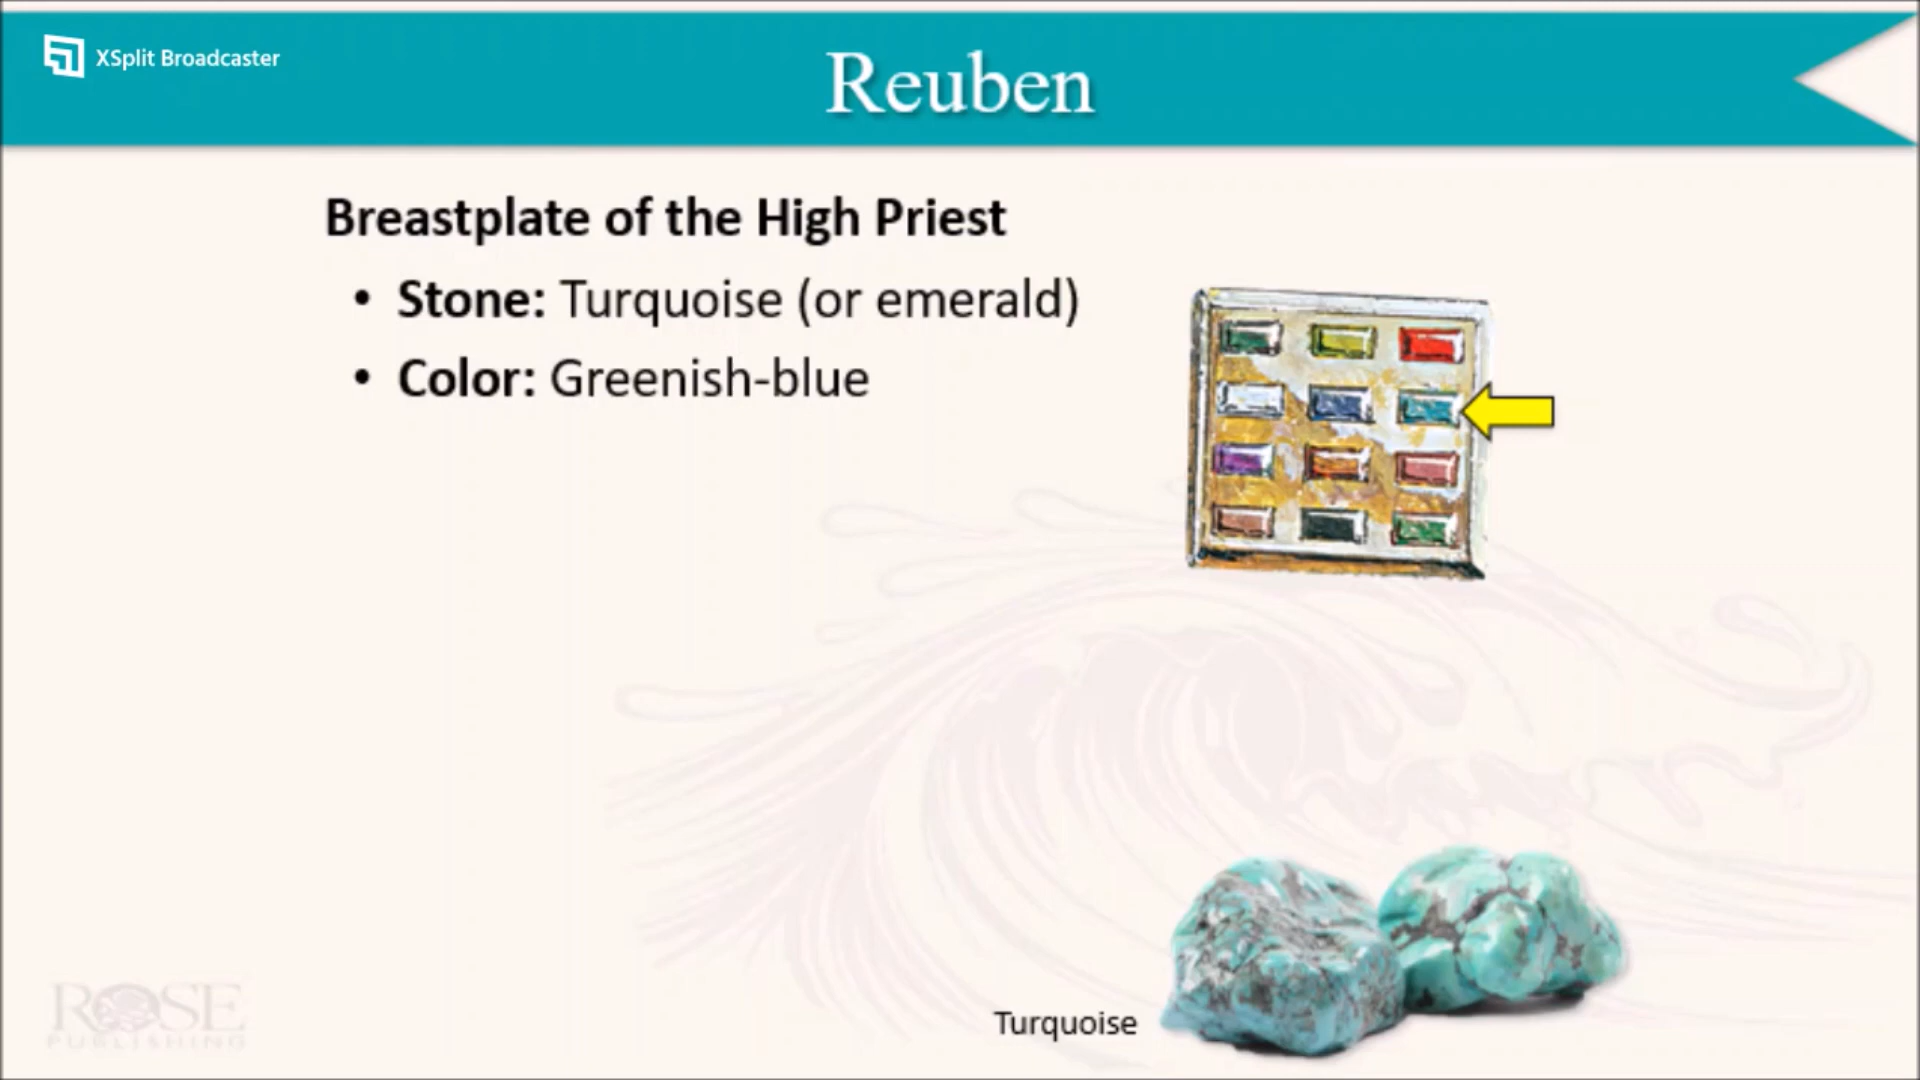 XSplit Broadcaster
Reuben
Breastplate of the High Priest
• Stone: Turquoise (or emerald)
• Color: Greenish-blue
Turquoise
ROSE
PUBLISHING